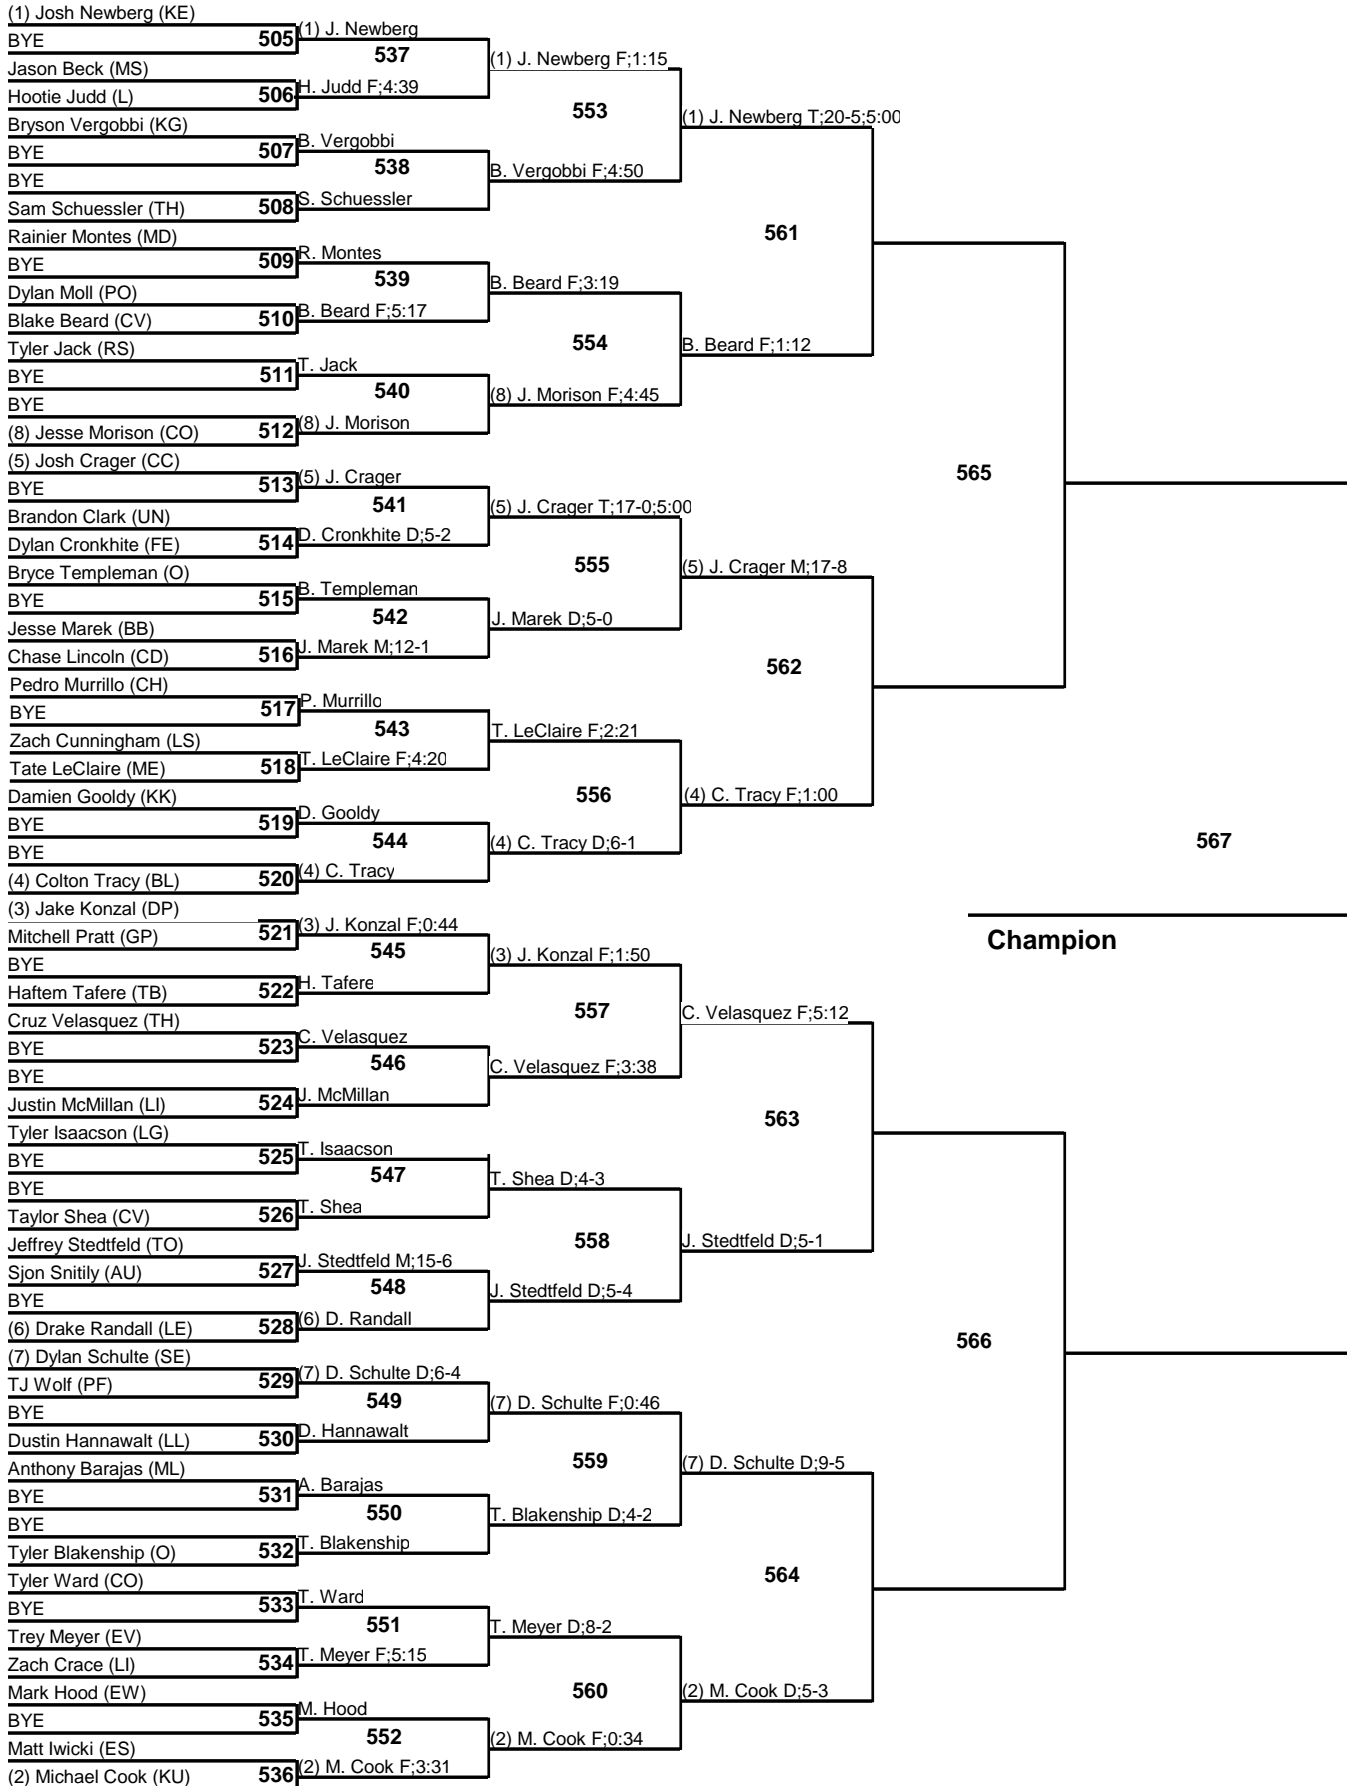 (1) Josh Newberg (KE)
BYE
505
Jason Beck (MS)
Hootie Judd (L)
506
Bryson Vergobbi (KG)
BYE
507
BYE
Sam Schuessler (TH)
508
Rainier Montes (MD)
BYE
509
Dylan Moll (PO)
Blake Beard (CV)
510
Tyler Jack (RS)
BYE
511
BYE
(8) Jesse Morison (CO)
512
(5) Josh Crager (CC)
BYE
513
Brandon Clark (UN)
Dylan Cronkhite (FE)
514
Bryce Templeman (O)
BYE
515
Jesse Marek (BB)
Chase Lincoln (CD)
516
Pedro Murrillo (CH)
BYE
517
Zach Cunningham (LS)
Tate LeClaire (ME)
518
Damien Gooldy (KK)
BYE
519
BYE
(4) Colton Tracy (BL)
520
(3) Jake Konzal (DP)
Mitchell Pratt (GP)
521
BYE
Haftem Tafere (TB)
522
Cruz Velasquez (TH)
BYE
523
BYE
Justin McMillan (LI)
524
Tyler Isaacson (LG)
BYE
525
BYE
Taylor Shea (CV)
526
Jeffrey Stedtfeld (TO)
Sjon Snitily (AU)
527
BYE
(6) Drake Randall (LE)
528
(7) Dylan Schulte (SE)
TJ Wolf (PF)
529
BYE
Dustin Hannawalt (LL)
530
Anthony Barajas (ML)
BYE
531
BYE
Tyler Blakenship (O)
532
Tyler Ward (CO)
BYE
533
Trey Meyer (EV)
Zach Crace (LI)
534
Mark Hood (EW)
BYE
535
Matt Iwicki (ES)
(2) Michael Cook (KU)
536
(1) J. Newberg
537
H. Judd F;4:39
B. Vergobbi
538
S. Schuessler
R. Montes
539
B. Beard F;5:17
T. Jack
540
(8) J. Morison
(5) J. Crager
541
D. Cronkhite D;5-2
B. Templeman
542
J. Marek M;12-1
P. Murrillo
543
T. LeClaire F;4:20
D. Gooldy
544
(4) C. Tracy
(3) J. Konzal F;0:44
545
H. Tafere
C. Velasquez
546
J. McMillan
T. Isaacson
547
T. Shea
J. Stedtfeld M;15-6
548
(6) D. Randall
(7) D. Schulte D;6-4
549
D. Hannawalt
A. Barajas
550
T. Blakenship
T. Ward
551
T. Meyer F;5:15
M. Hood
552
(2) M. Cook F;3:31
(1) J. Newberg F;1:15
553
B. Vergobbi F;4:50
B. Beard F;3:19
554
(8) J. Morison F;4:45
(5) J. Crager T;17-0;5:00
555
J. Marek D;5-0
T. LeClaire F;2:21
556
(4) C. Tracy D;6-1
(3) J. Konzal F;1:50
557
C. Velasquez F;3:38
T. Shea D;4-3
558
J. Stedtfeld D;5-4
(7) D. Schulte F;0:46
559
T. Blakenship D;4-2
T. Meyer D;8-2
560
(2) M. Cook F;0:34
(1) J. Newberg T;20-5;5:00
561
B. Beard F;1:12
(5) J. Crager M;17-8
562
(4) C. Tracy F;1:00
C. Velasquez F;5:12
563
J. Stedtfeld D;5-1
(7) D. Schulte D;9-5
564
(2) M. Cook D;5-3
565
566
567
Champion